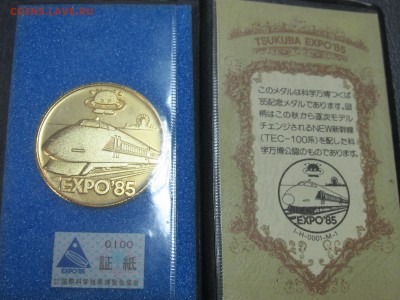 COINS.LAVE.RU
EXPO'85
0100
EXPO'85
証紙
TSUKUBA EXPO'85
このメダルは科学万博つくば
'85記念メダルであります。図
柄はこの秋から逐次モデル
チェンジされるNEW新幹線
(TEC-100系)を配した科
学万博公園のものであります。
EXPO'85
I-H-0001-M-I